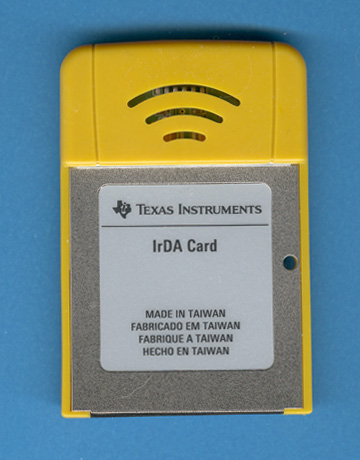 TEXAS INSTRUMENTS
IrDA Card
MADE IN TAIWAN
FABRICADO EM TAIWAN
FABRIQUE A TAIWAN
HECHO EN TAIWAN